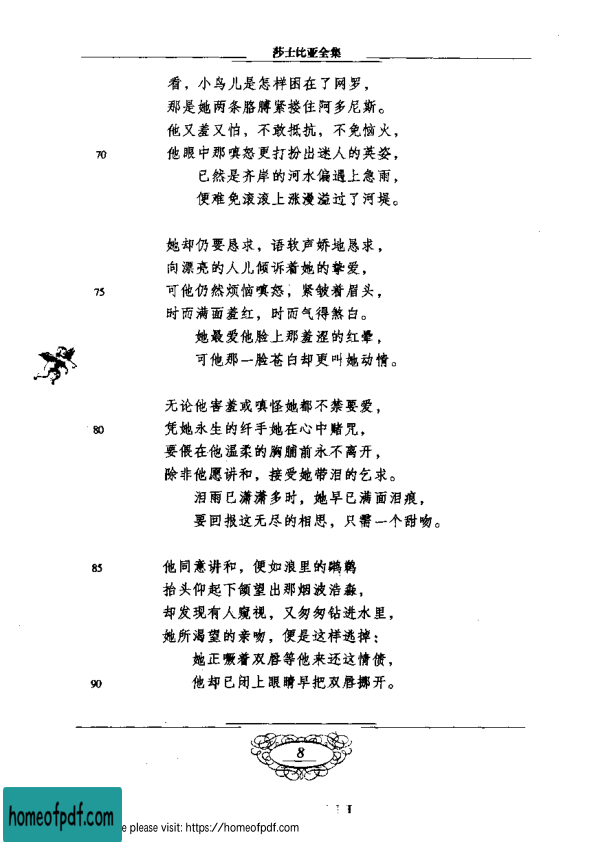 莎士比亚全集
看，小鸟儿是怎样困在了网罗，
那是她两条胳膊紧搂住阿多尼斯。
他又羞又怕，不敢抵抗，不免恼火，
70 他眼中那嗔怒更打扮出迷人的英姿，
已然是齐岸的河水偏遇上急雨，
便难免滚滚上涨漫溢过了河堤。
她却仍要恳求，语软声娇地恳求，
向漂亮的人儿倾诉着她的挚爱，
75 可他仍然烦恼嗔怒，紧皱着眉头，
时而满面羞红，时而气得煞白。
她最爱他脸上那羞涩的红晕，
可他那一脸苍白却更叫她动情。
无论他害羞或嗔怪她都不禁要爱，
80 凭她永生的纤手她在心中赌咒，
要偎在他温柔的胸脯前永不离开，
除非他愿讲和，接受她带泪的乞求。
泪雨已潇潇多时，她早已满面泪痕，
要回报这无尽的相思，只需一个甜吻。
85 他同意讲和，便如浪里的䴙䴘
抬头仰起下颌望出那烟波浩淼，
却发现有人窥视，又匆匆钻进水里，
她所渴望的亲吻，便是这样逃掉：
她正噘着双唇等他来还这情债，
90 他却已闭上眼睛早把双唇挪开。
8
homeofpdf.com
e please visit: https://homeofpdf.com